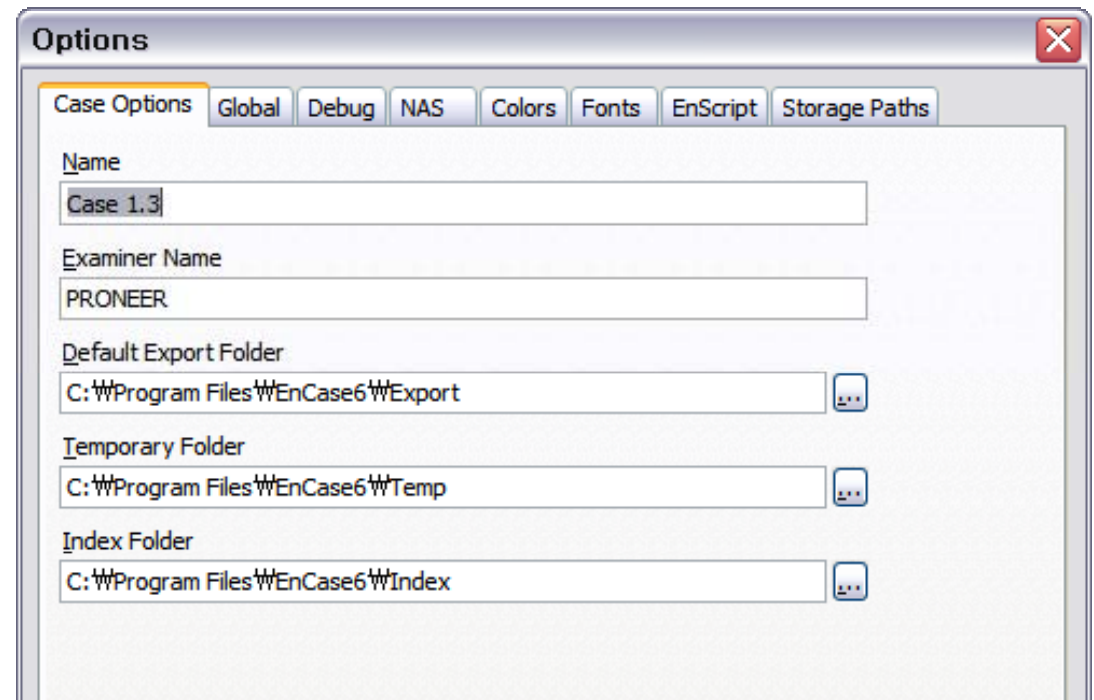 Options
Case Options Global Debug NAS Colors Fonts EnScript Storage Paths
Name
Case 1.3
Examiner Name
PRONEER
Default Export Folder
C:₩Program Files₩EnCase6₩Export
...
Temporary Folder
C:₩Program Files₩EnCase6₩Temp
...
Index Folder
C:₩Program Files₩EnCase6₩Index
...